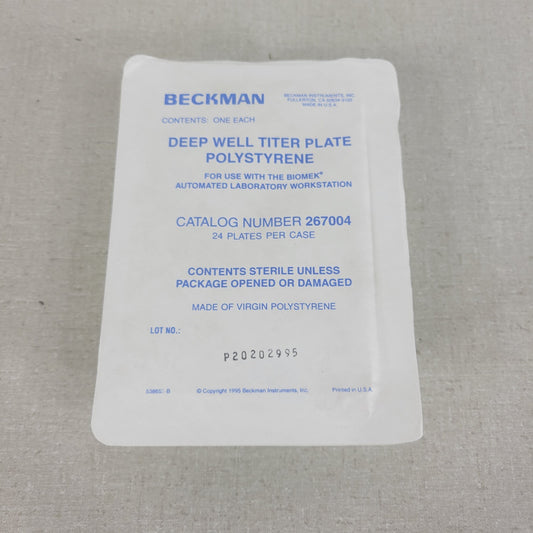 BECKMAN
BECKMAN INSTRUMENTS, INC.
FULLERTON, CA 92634-3100
MADE IN U.S.A.
CONTENTS: ONE EACH
DEEP WELL TITER PLATE
POLYSTYRENE
FOR USE WITH THE BIOMEK®
AUTOMATED LABORATORY WORKSTATION
CATALOG NUMBER 267004
24 PLATES PER CASE
CONTENTS STERILE UNLESS
PACKAGE OPENED OR DAMAGED
MADE OF VIRGIN POLYSTYRENE
LOT NO.:
P20202995
© Copyright 1995 Beckman Instruments, Inc.
Printed in U.S.A.